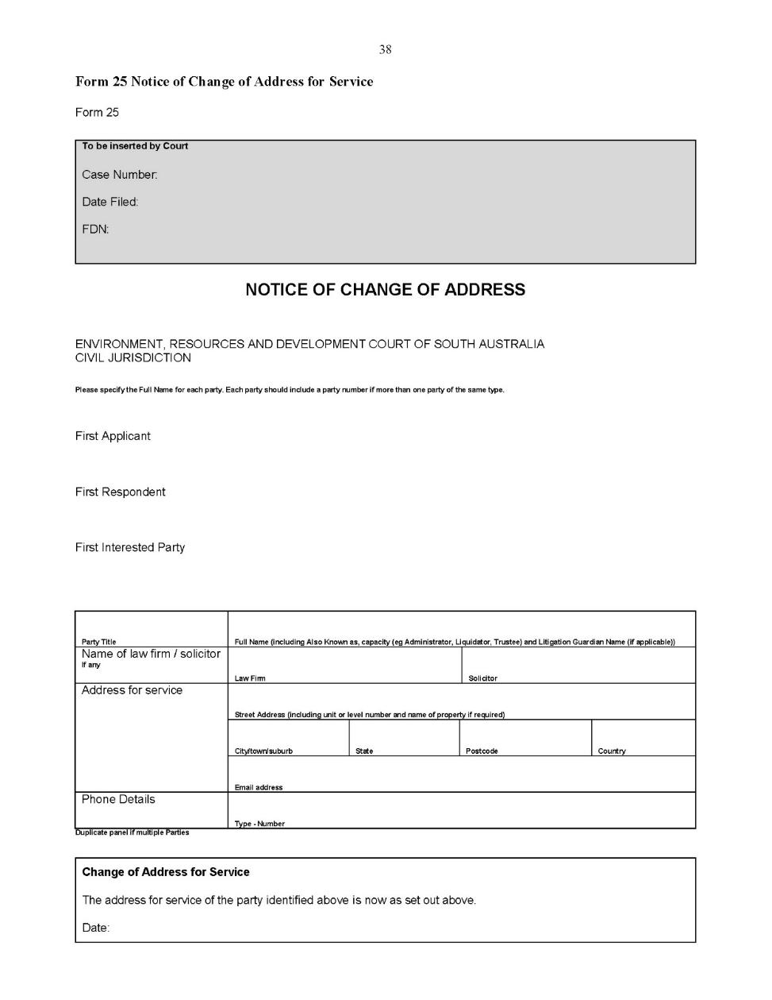 38
Form 25 Notice of Change of Address for Service
Form 25
To be inserted by Court
Case Number:
Date Filed:
FDN:
NOTICE OF CHANGE OF ADDRESS
ENVIRONMENT, RESOURCES AND DEVELOPMENT COURT OF SOUTH AUSTRALIA
CIVIL JURISDICTION
Please specify the Full Name for each party. Each party should include a party number if more than one party of the same type.
First Applicant
First Respondent
First Interested Party
Party Title
Full Name (including Also Known as, capacity (eg Administrator, Liquidator, Trustee) and Litigation Guardian Name (if applicable))
Name of law firm / solicitor
If any
Law Firm
Solicitor
Address for service
Street Address (including unit or level number and name of property if required)
City/town/suburb
State
Postcode
Country
Email address
Phone Details
Type - Number
Duplicate panel if multiple Parties
Change of Address for Service
The address for service of the party identified above is now as set out above.
Date: